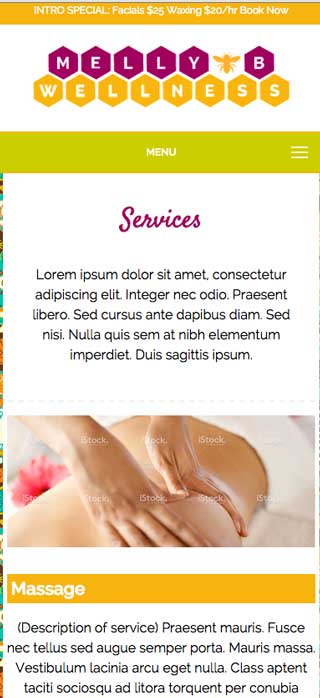 INTRO SPECIAL: Facials $25 Waxing $20/hr Book Now
MELLY B
WELLNESS
MENU
Services
Lorem ipsum dolor sit amet, consectetur
adipiscing elit. Integer nec odio. Praesent
libero. Sed cursus ante dapibus diam. Sed
nisi. Nulla quis sem at nibh elementum
imperdiet. Duis sagittis ipsum.
iStock. iStock. iStock. iStock.
iStock. iStock. iStock. iStock.
Massage
(Description of service) Praesent mauris. Fusce
nec tellus sed augue semper porta. Mauris massa.
Vestibulum lacinia arcu eget nulla. Class aptent
taciti sociosqu ad litora torquent per conubia